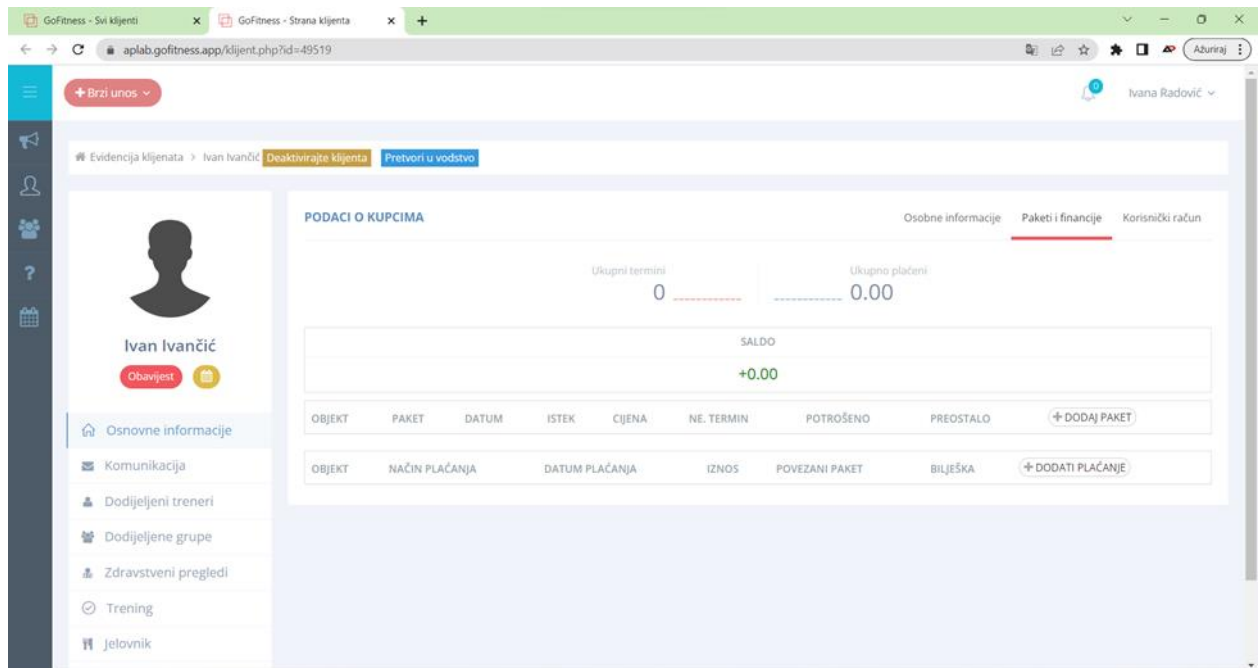 GoFitness - Svi klijenti
GoFitness - Strana klijenta
aplab.gofitness.app/klijent.php?id=49519
Ažuriraj
+ Brzi unos
0
Ivana Radović
Evidencija klijenata > Ivan Ivančić Deaktivirajte klijenta Pretvori u vodstvo
Ivan Ivančić
Obavijest
Osnovne informacije
Komunikacija
Dodijeljeni treneri
Dodijeljene grupe
Zdravstveni pregledi
Trening
Jelovnik
PODACI O KUPCIMA
Osobne informacije Paketi i financije Korisnički račun
Ukupni termini Ukupno plaćeni
0 0.00
SALDO
+0.00
OBJEKT PAKET DATUM ISTEK CIJENA NE. TERMIN POTROŠENO PREOSTALO + DODAJ PAKET
OBJEKT NAČIN PLAĆANJA DATUM PLAĆANJA IZNOS POVEZANI PAKET BILJEŠKA + DODATI PLAĆANJE